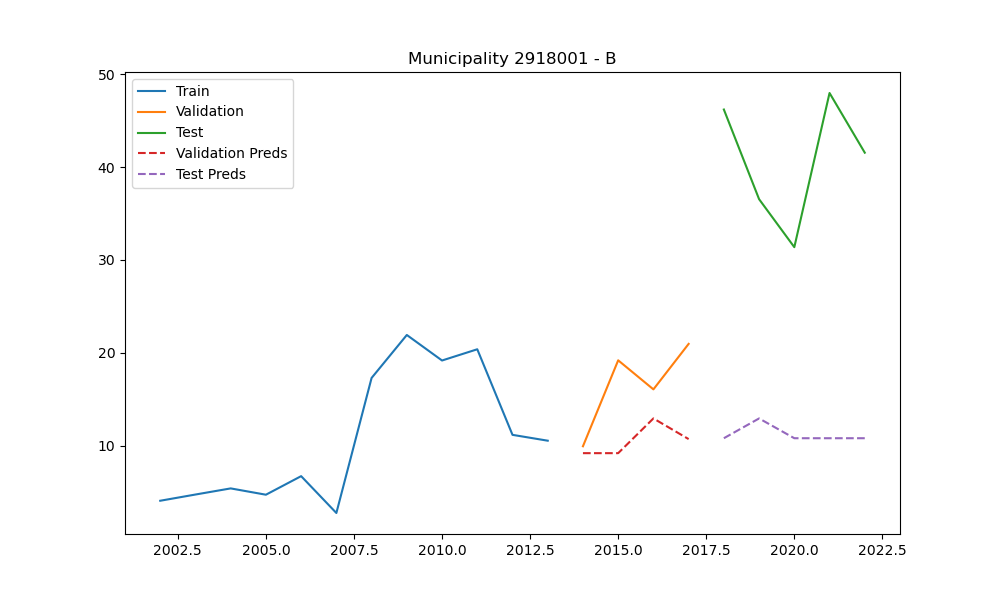 Municipality 2918001 - B
50
40
30
20
10
Train
Validation
Test
Validation Preds
Test Preds
2002.5 2005.0 2007.5 2010.0 2012.5 2015.0 2017.5 2020.0 2022.5